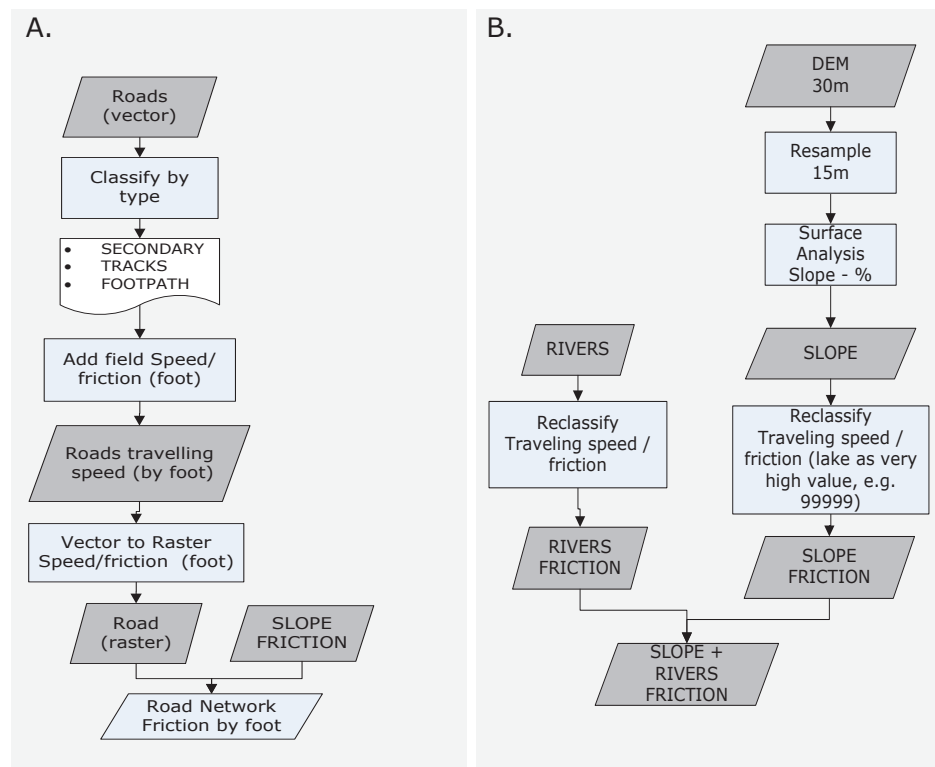 A.
Roads
(vector)
Classify by
type
• SECONDARY
• TRACKS
• FOOTPATH
Add field Speed/
friction (foot)
Roads travelling
speed (by foot)
Vector to Raster
Speed/friction (foot)
Road
(raster)
SLOPE
FRICTION
Road Network
Friction by foot
B.
DEM
30m
Resample
15m
Surface
Analysis
Slope - %
RIVERS
SLOPE
Reclassify
Traveling speed /
friction
Reclassify
Traveling speed /
friction (lake as very
high value, e.g.
99999)
RIVERS
FRICTION
SLOPE
FRICTION
SLOPE +
RIVERS
FRICTION